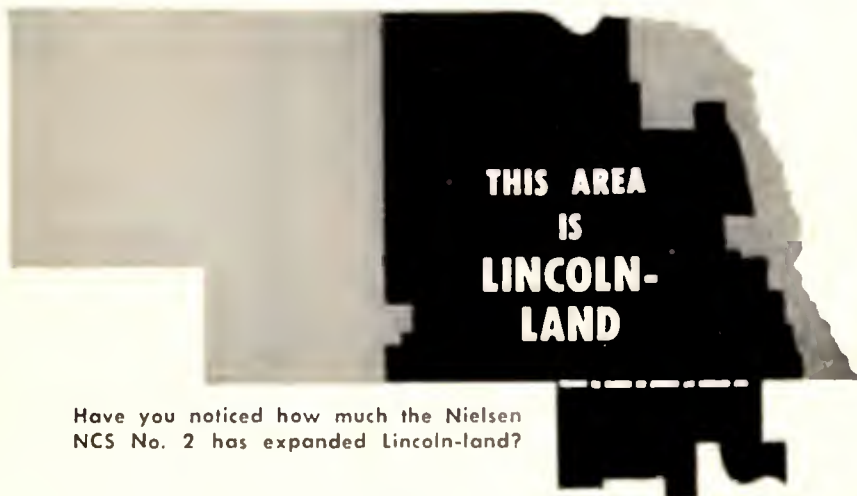 THIS AREA
IS
LINCOLN-
LAND
Have you noticed how much the Nielsen
NCS No. 2 has expanded Lincoln-land?